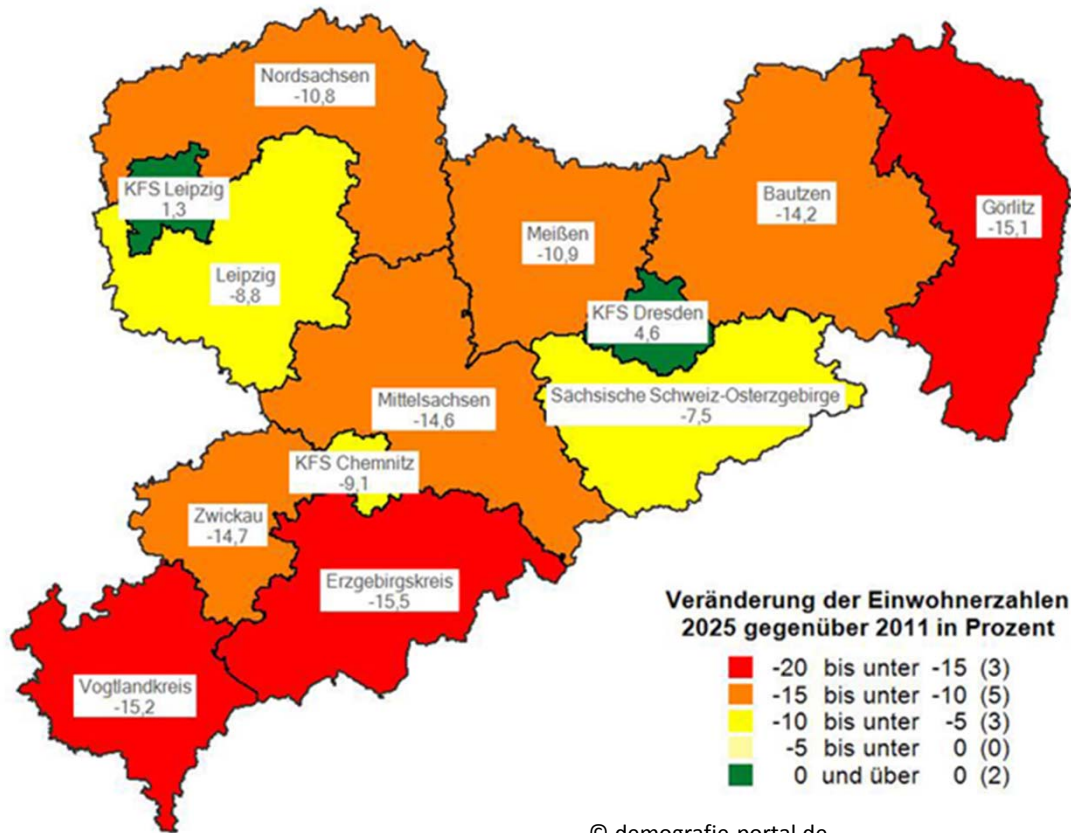 Nordsachsen
-10,8
KFS Leipzig
1,3
Leipzig
-8,8
Meißen
-10,9
Bautzen
-14,2
Görlitz
-15,1
KFS Dresden
4,6
Sächsische Schweiz-Osterzgebirge
-7,5
Mittelsachsen
-14,6
KFS Chemnitz
-9,1
Zwickau
-14,7
Erzgebirgskreis
-15,5
Vogtlandkreis
-15,2
Veränderung der Einwohnerzahlen
2025 gegenüber 2011 in Prozent
-20 bis unter -15 (3)
-15 bis unter -10 (5)
-10 bis unter -5 (3)
-5 bis unter 0 (0)
0 und über 0 (2)